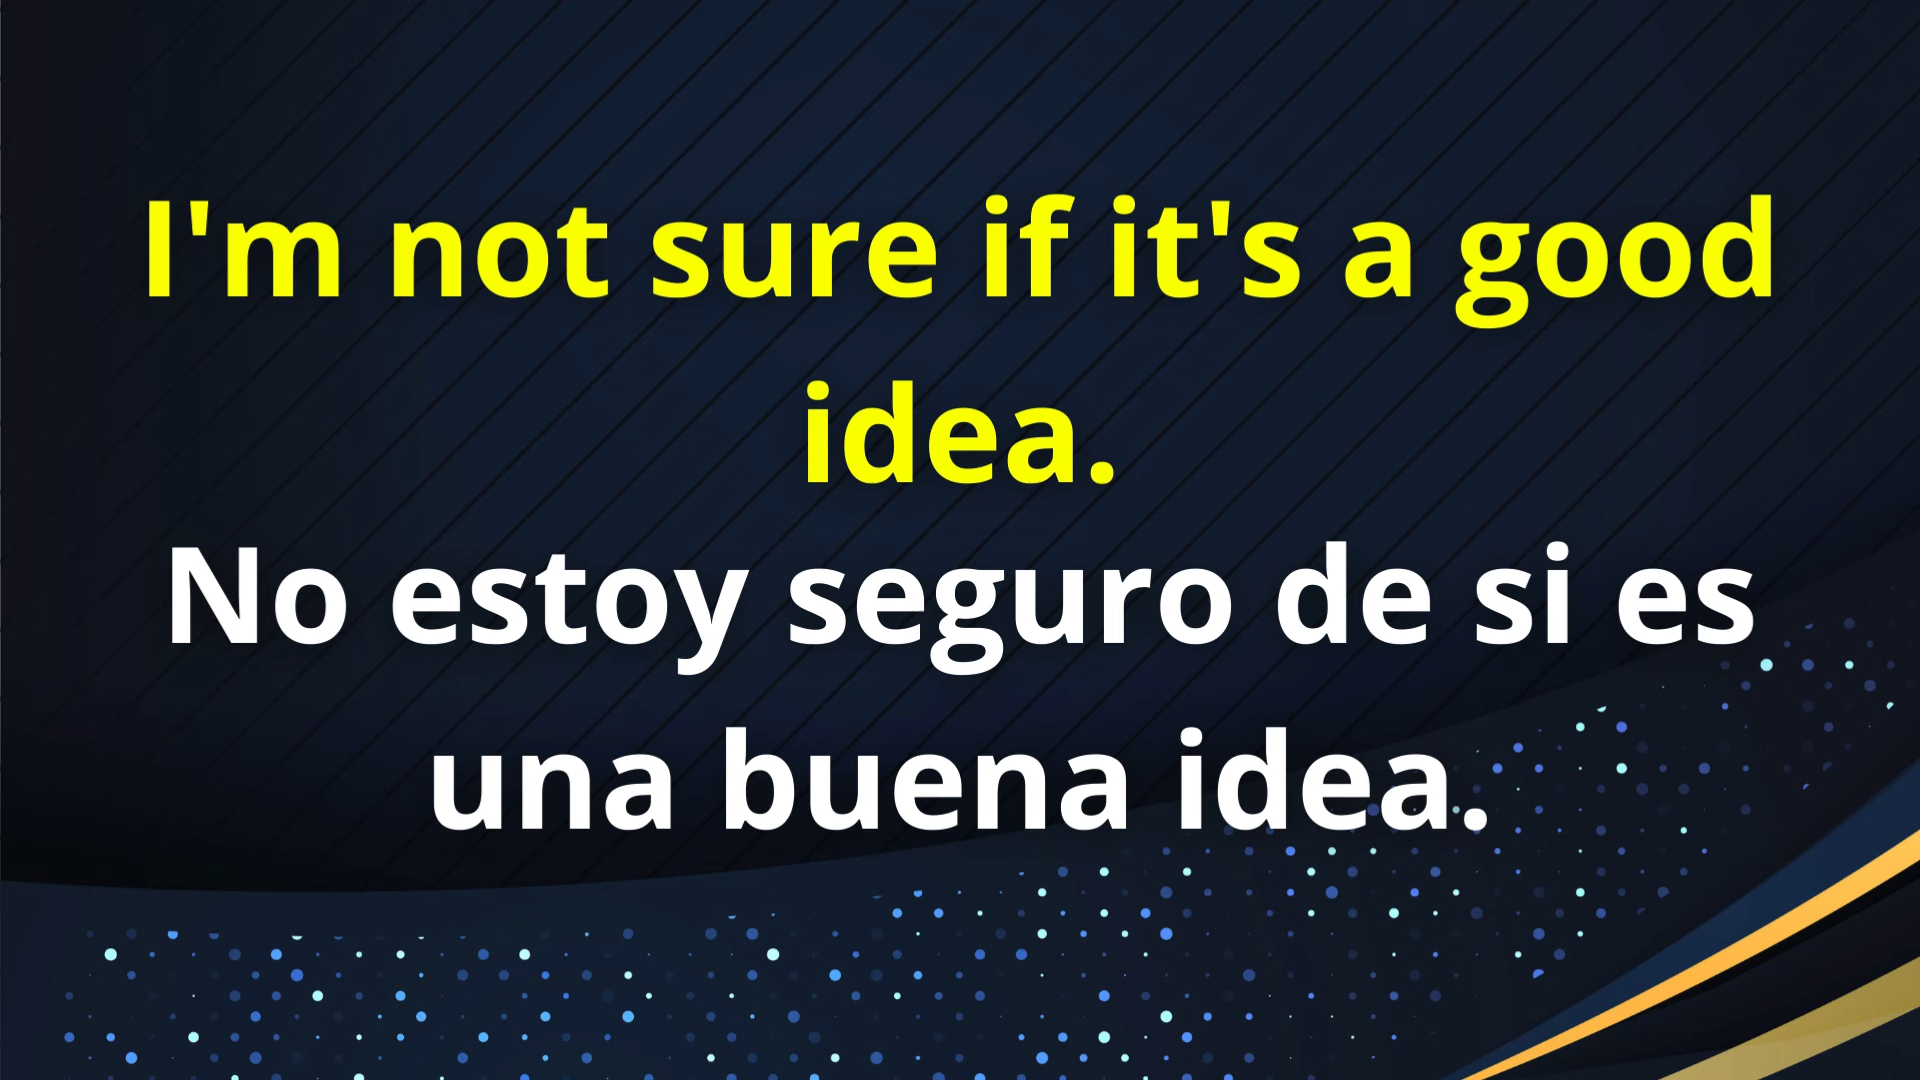 I'm not sure if it's a good
idea.
No estoy seguro de si es
una buena idea.